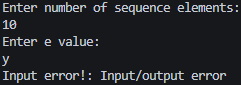 Enter number of sequence elements:
10
Enter e value:
y
Input error!: Input/output error